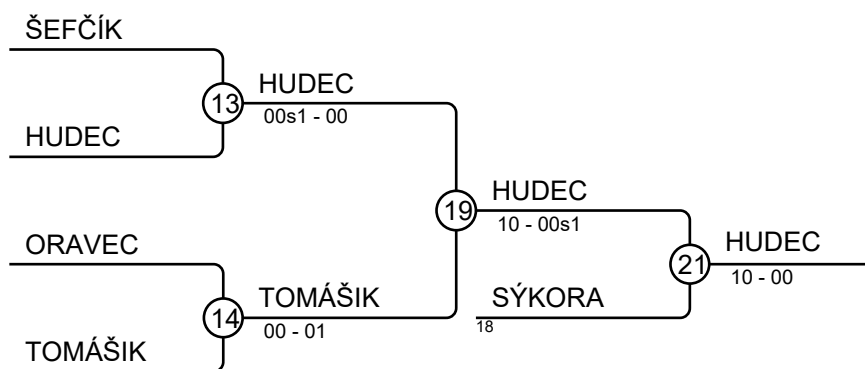 ŠEFČÍK
13
HUDEC
00s1 - 00
HUDEC
19
HUDEC
10 - 00s1
ORAVEC
21
HUDEC
10 - 00
14
TOMÁŠIK
00 - 01
SÝKORA
18
TOMÁŠIK